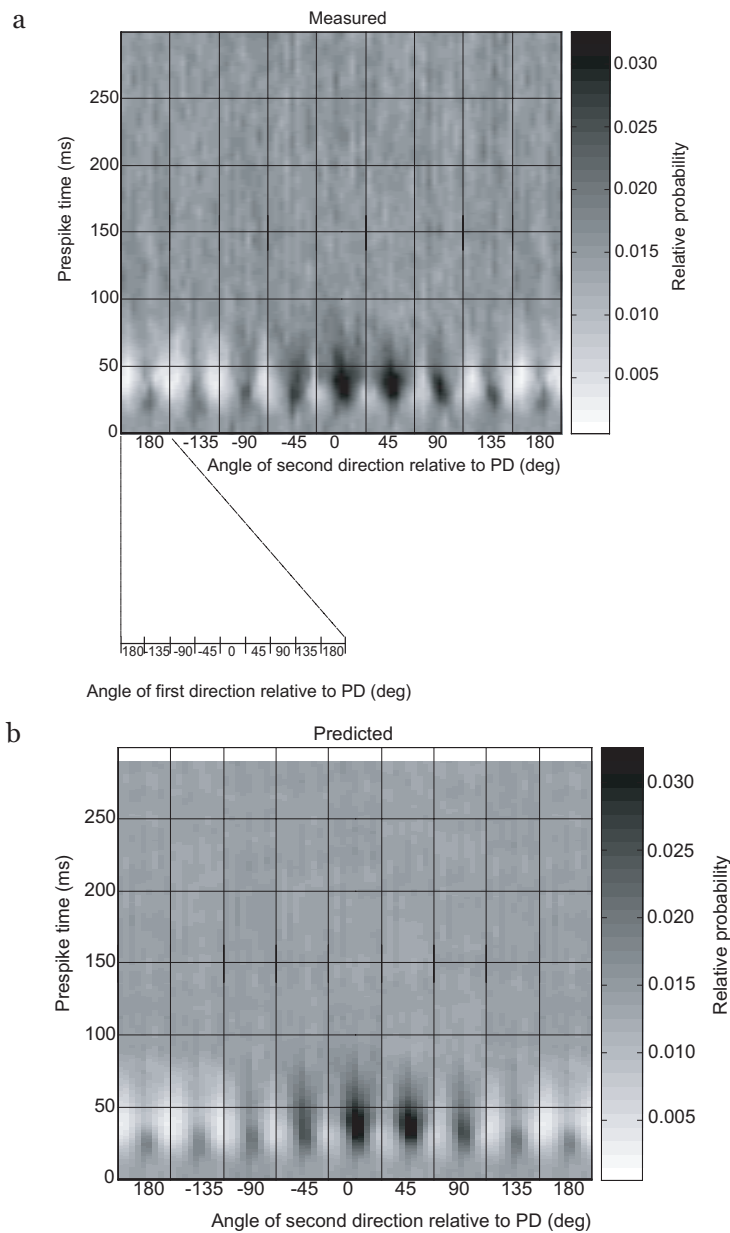 a
Measured
Prespike time (ms)
250
200
150
100
50
0
180 -135 -90 -45 0 45 90 135 180
Angle of second direction relative to PD (deg)
0.030
0.025
0.020
0.015
0.010
0.005
Relative probability
180 -135 -90 -45 0 45 90 135 180
Angle of first direction relative to PD (deg)
b
Predicted
Prespike time (ms)
250
200
150
100
50
0
180 -135 -90 -45 0 45 90 135 180
Angle of second direction relative to PD (deg)
0.030
0.025
0.020
0.015
0.010
0.005
Relative probability